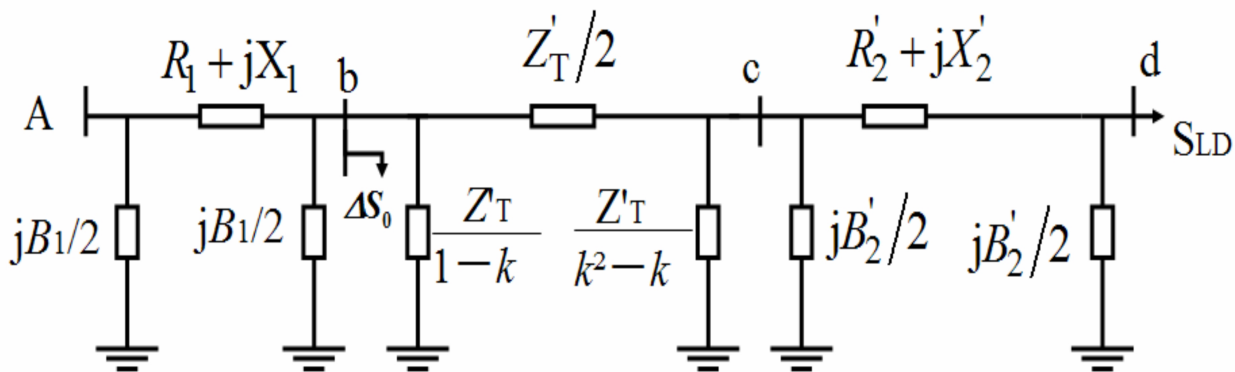 A
R₁ + jX₁
b
Z'T/2
c
R'₂ + jX'₂
d
SLD
jB1/2
jB1/2
ΔS₀
Z'T
1−k
Z'T
k²−k
jB'₂/2
jB'₂/2